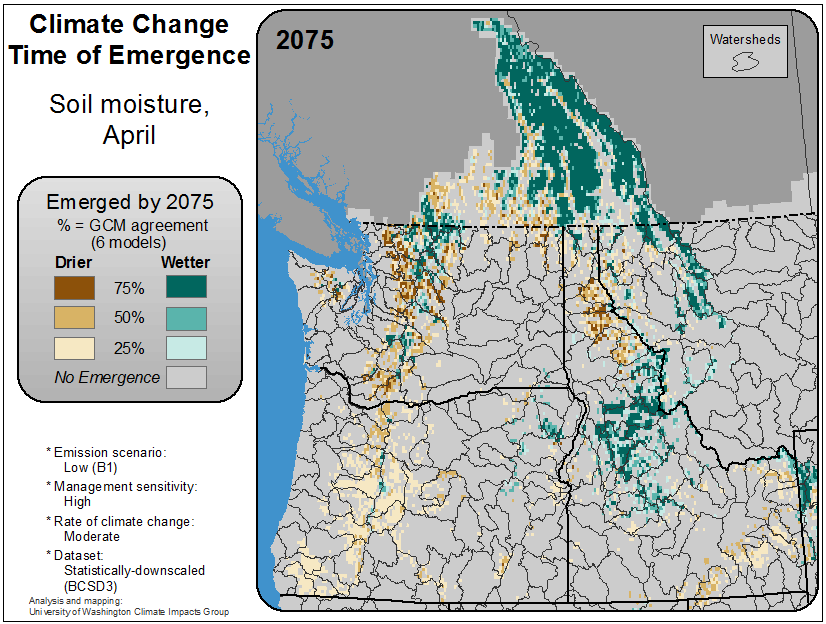 Climate Change
Time of Emergence
Soil moisture,
April
Emerged by 2075
% = GCM agreement
(6 models)
Drier
Wetter
75%
50%
25%
No Emergence
* Emission scenario:
Low (B1)
* Management sensitivity:
High
* Rate of climate change:
Moderate
* Dataset:
Statistically-downscaled
(BCSD3)
Analysis and mapping:
University of Washington Climate Impacts Group
2075
Watersheds